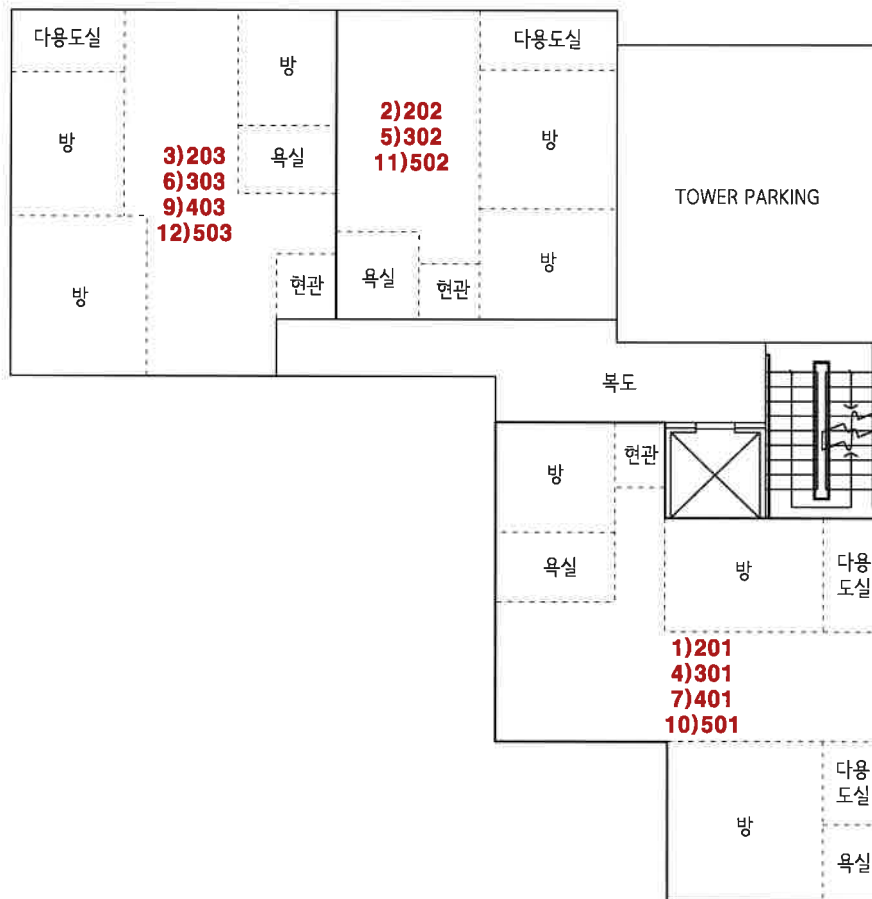 다용도실
방
방
욕실
3)203
6)303
9)403
12)503
방
현관
다용도실
2)202
5)302
11)502
방
방
욕실
현관
TOWER PARKING
복도
방
현관
욕실
방
다용
도실
1)201
4)301
7)401
10)501
방
다용
도실
욕실